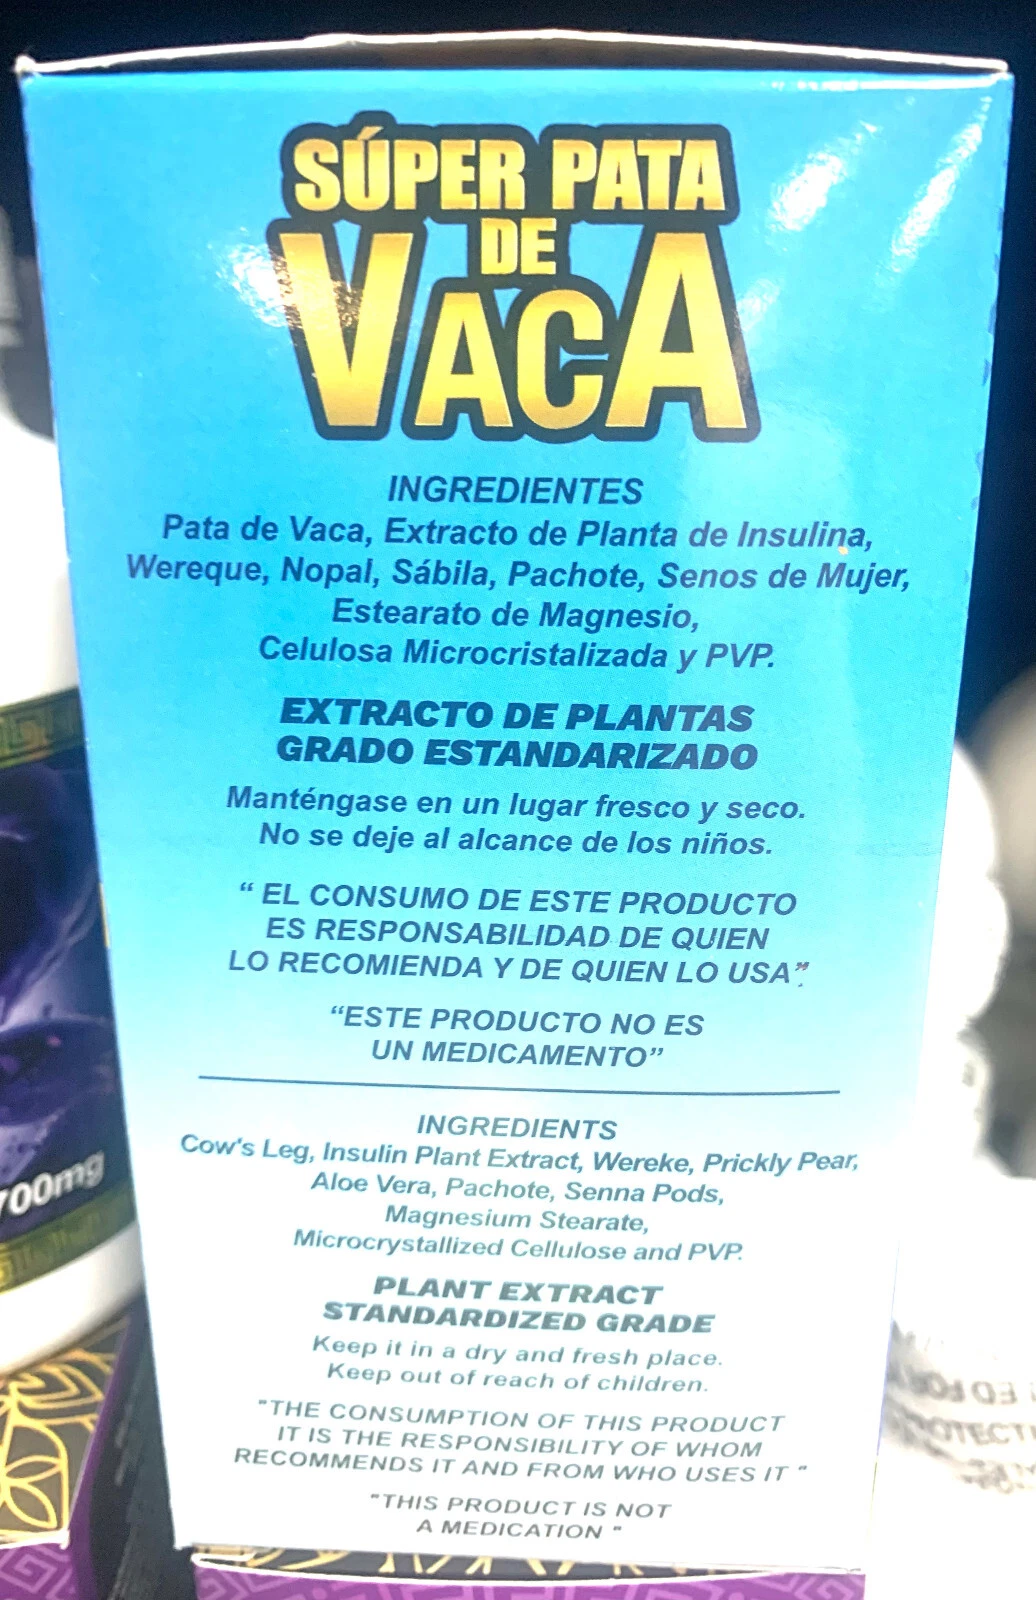 SÚPER PATA
DE
VACA
INGREDIENTES
Pata de Vaca, Extracto de Planta de Insulina,
Wereque, Nopal, Sábila, Pachote, Senos de Mujer,
Estearato de Magnesio,
Celulosa Microcristalizada y PVP.
EXTRACTO DE PLANTAS
GRADO ESTANDARIZADO
Manténgase en un lugar fresco y seco.
No se deje al alcance de los niños.
“ EL CONSUMO DE ESTE PRODUCTO
ES RESPONSABILIDAD DE QUIEN
LO RECOMIENDA Y DE QUIEN LO USA”.
“ESTE PRODUCTO NO ES
UN MEDICAMENTO”
INGREDIENTS
Cow's Leg, Insulin Plant Extract, Wereke, Prickly Pear,
Aloe Vera, Pachote, Senna Pods,
Magnesium Stearate,
Microcrystallized Cellulose and PVP.
PLANT EXTRACT
STANDARDIZED GRADE
Keep it in a dry and fresh place.
Keep out of reach of children.
"THE CONSUMPTION OF THIS PRODUCT
IT IS THE RESPONSIBILITY OF WHOM
RECOMMENDS IT AND FROM WHO USES IT "
"THIS PRODUCT IS NOT
A MEDICATION "
700mg